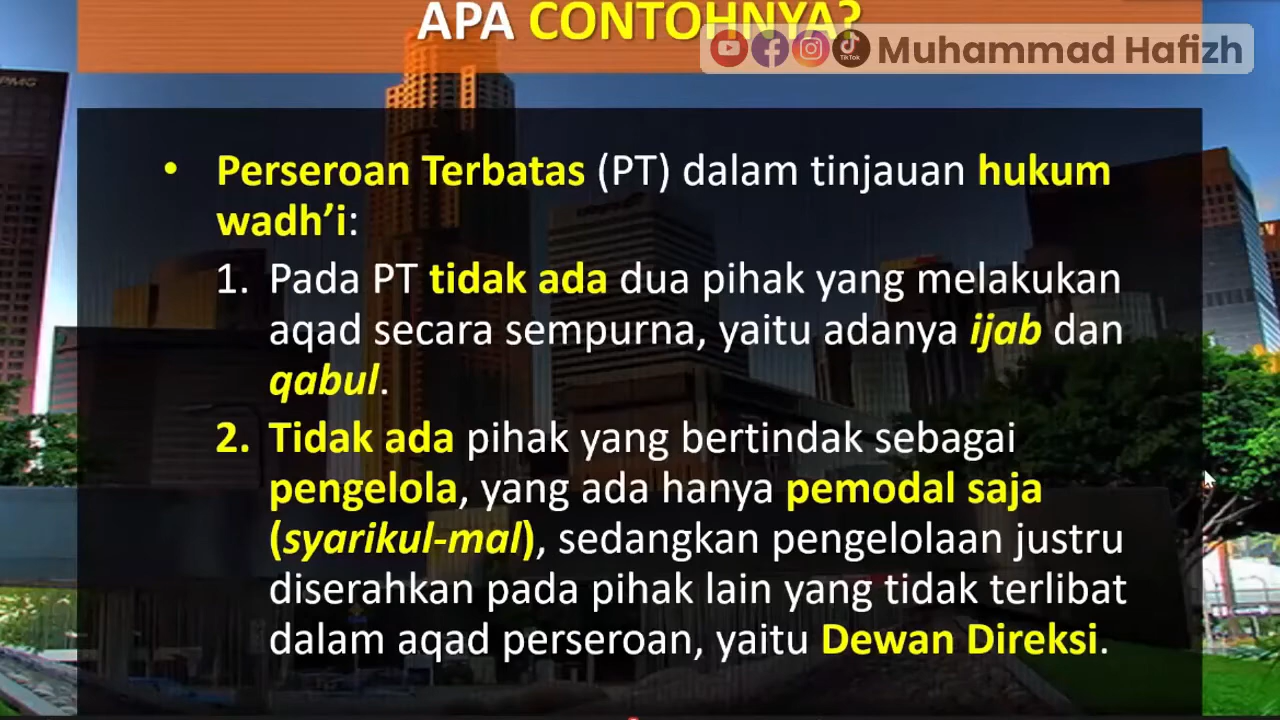 APA CONTOHNYA?
Muhammad Hafizh
TikTok
KPMG
• Perseroan Terbatas (PT) dalam tinjauan hukum
wadh’i:
1. Pada PT tidak ada dua pihak yang melakukan
aqad secara sempurna, yaitu adanya ijab dan
qabul.
2. Tidak ada pihak yang bertindak sebagai
pengelola, yang ada hanya pemodal saja
(syarikul-mal), sedangkan pengelolaan justru
diserahkan pada pihak lain yang tidak terlibat
dalam aqad perseroan, yaitu Dewan Direksi.